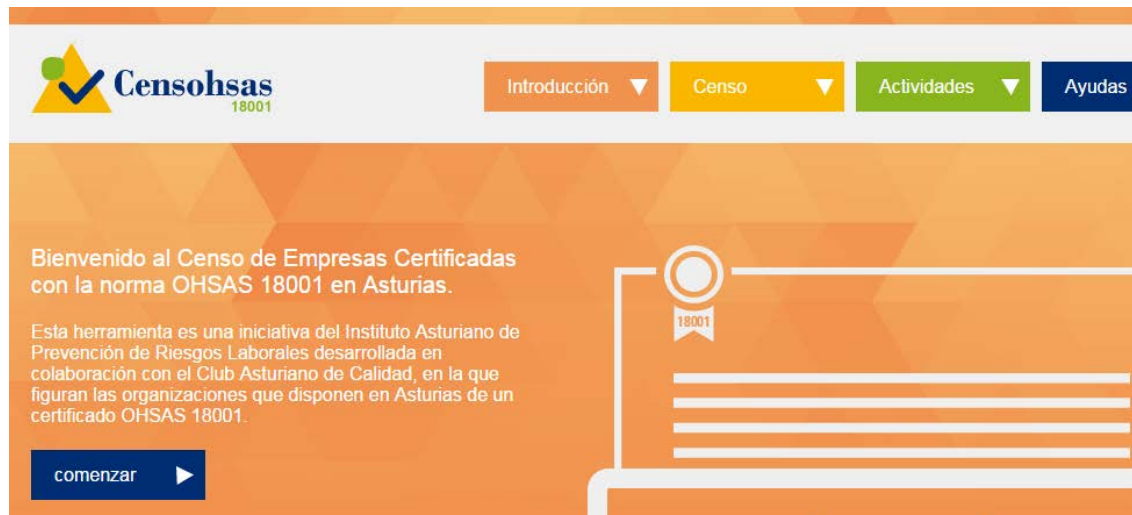 Censohsas
18001
Introducción
Censo
Actividades
Ayudas
Bienvenido al Censo de Empresas Certificadas
con la norma OHSAS 18001 en Asturias.
Esta herramienta es una iniciativa del Instituto Asturiano de
Prevención de Riesgos Laborales desarrollada en
colaboración con el Club Asturiano de Calidad, en la que
figuran las organizaciones que disponen en Asturias de un
certificado OHSAS 18001.
18001
comenzar